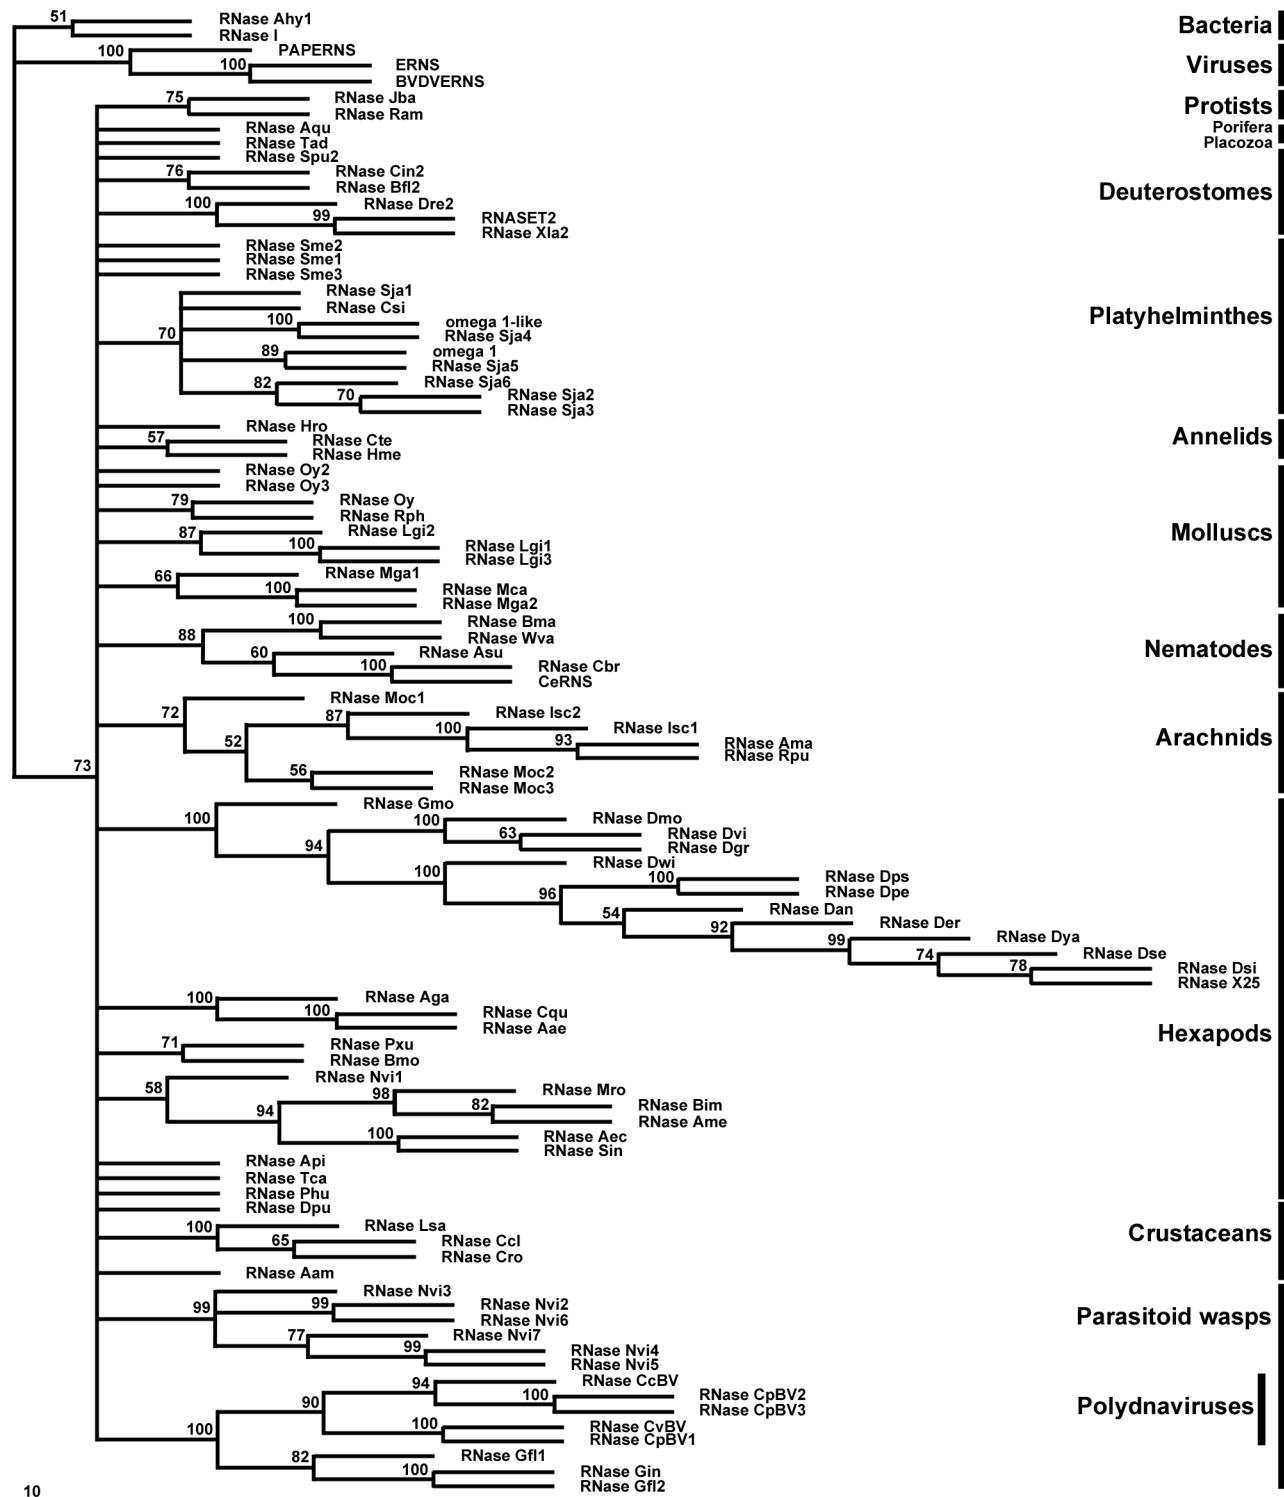 51
RNase Ahy1
Bacteria
RNase I
100
PAPERNS
Viruses
100
ERNS
BVDVERNS
75
RNase Jba
Protists
RNase Ram
RNase Aqu
Porifera
RNase Tad
Placozoa
RNase Spu2
76
RNase Cin2
RNase Bfl2
Deuterostomes
100
RNase Dre2
99
RNASET2
RNase Xla2
RNase Sme2
RNase Sme1
RNase Sme3
RNase Sja1
RNase Csi
Platyhelminthes
100
omega 1-like
70
RNase Sja4
89
omega 1
RNase Sja5
82
RNase Sja6
70
RNase Sja2
RNase Sja3
RNase Hro
Annelids
57
RNase Cte
RNase Hme
RNase Oy2
RNase Oy3
79
RNase Oy
RNase Rph
87
RNase Lgi2
Molluscs
100
RNase Lgi1
RNase Lgi3
66
RNase Mga1
100
RNase Mca
RNase Mga2
100
RNase Bma
88
RNase Wva
Nematodes
60
RNase Asu
100
RNase Cbr
CeRNS
RNase Moc1
72
87
RNase Isc2
100
RNase Isc1
Arachnids
52
93
RNase Ama
RNase Rpu
73
56
RNase Moc2
RNase Moc3
RNase Gmo
100
100
RNase Dmo
63
RNase Dvi
94
RNase Dgr
RNase Dwi
100
100
RNase Dps
RNase Dpe
96
54
RNase Dan
92
RNase Der
99
RNase Dya
74
RNase Dse
78
RNase Dsi
RNase X25
100
RNase Aga
100
RNase Cqu
RNase Aae
Hexapods
71
RNase Pxu
RNase Bmo
58
RNase Nvi1
98
RNase Mro
94
82
RNase Bim
RNase Ame
100
RNase Aec
RNase Sin
RNase Api
RNase Tca
RNase Phu
RNase Dpu
100
RNase Lsa
Crustaceans
65
RNase Ccl
RNase Cro
RNase Aam
RNase Nvi3
99
99
RNase Nvi2
Parasitoid wasps
RNase Nvi6
77
RNase Nvi7
99
RNase Nvi4
RNase Nvi5
94
RNase CcBV
90
100
RNase CpBV2
Polydnaviruses
RNase CpBV3
100
100
RNase CvBV
RNase CpBV1
82
RNase Gfl1
100
RNase Gin
RNase Gfl2
10